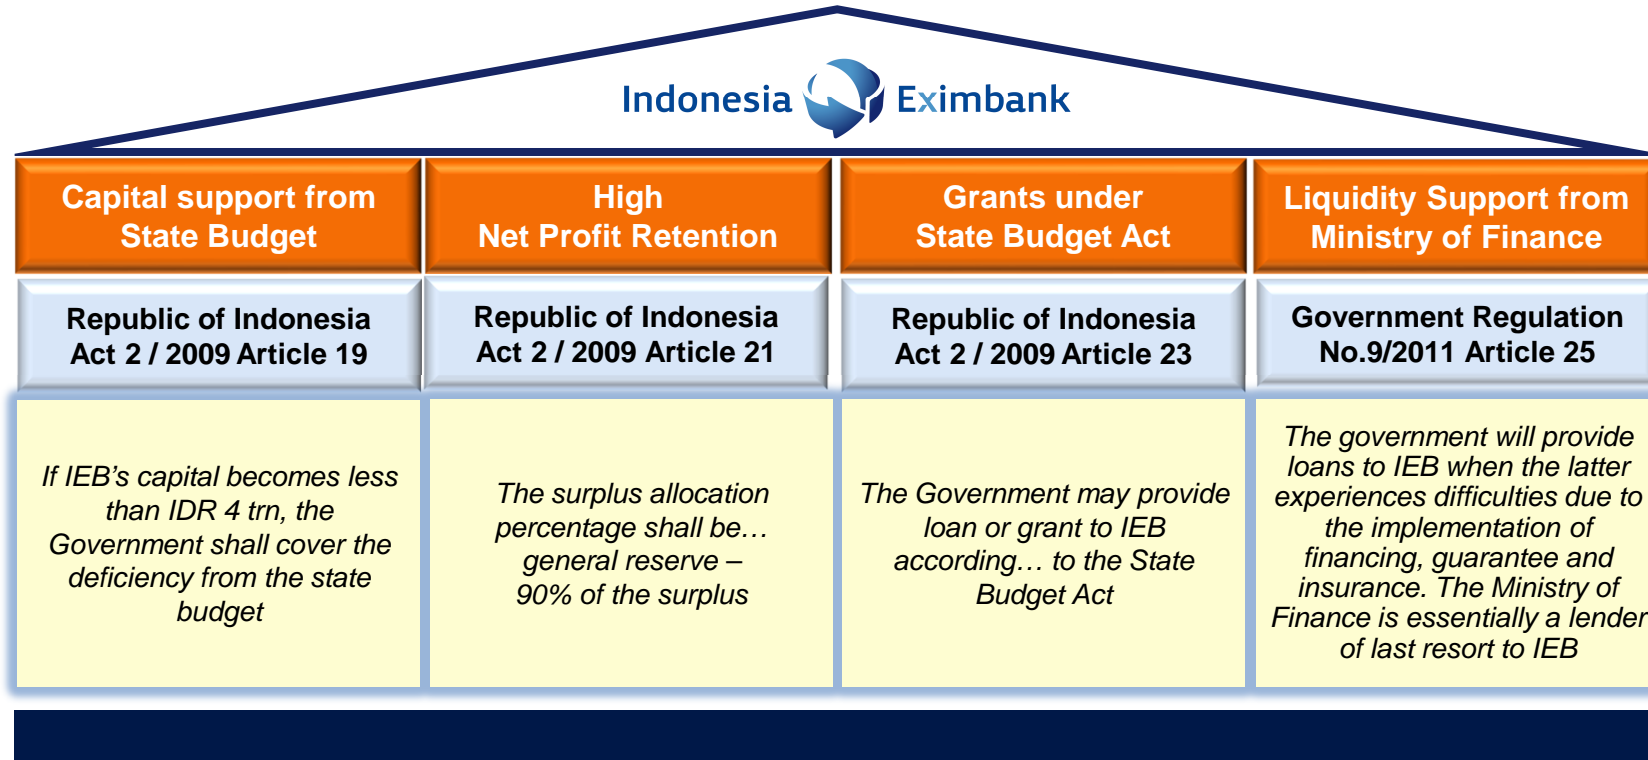 Indonesia Eximbank
Capital support from
State Budget
High
Net Profit Retention
Grants under
State Budget Act
Liquidity Support from
Ministry of Finance
Republic of Indonesia
Act 2 / 2009 Article 19
Republic of Indonesia
Act 2 / 2009 Article 21
Republic of Indonesia
Act 2 / 2009 Article 23
Government Regulation
No.9/2011 Article 25
If IEB’s capital becomes less
than IDR 4 trn, the
Government shall cover the
deficiency from the state
budget
The surplus allocation
percentage shall be…
general reserve –
90% of the surplus
The Government may provide
loan or grant to IEB
according… to the State
Budget Act
The government will provide
loans to IEB when the latter
experiences difficulties due to
the implementation of
financing, guarantee and
insurance. The Ministry of
Finance is essentially a lender
of last resort to IEB